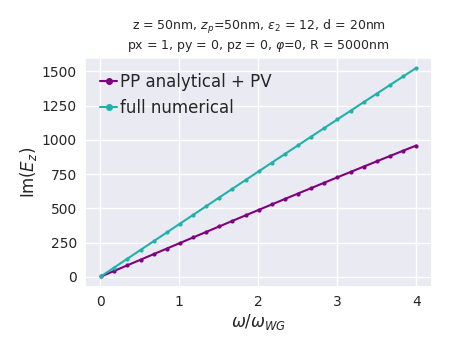 z = 50nm, z_p=50nm, ε_2 = 12, d = 20nm
px = 1, py = 0, pz = 0, φ=0, R = 5000nm
1500
1250
1000
750
500
250
0
Im(E_z)
PP analytical + PV
full numerical
0 1 2 3 4
ω/ω_WG